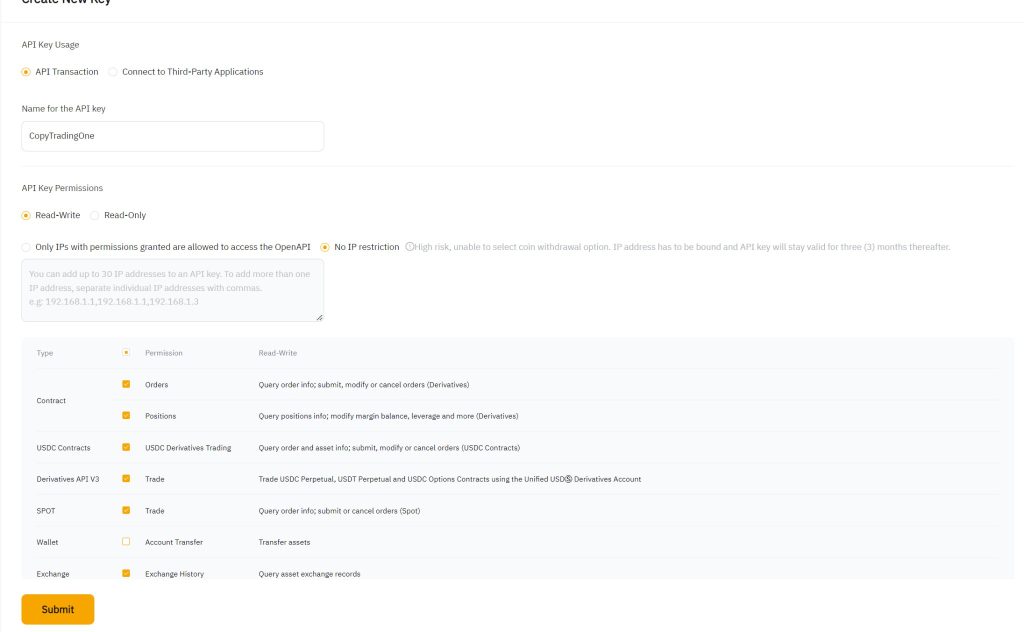 Create New Key
API Key Usage
API Transaction Connect to Third-Party Applications
Name for the API key
CopyTradingOne
API Key Permissions
Read-Write Read-Only
Only IPs with permissions granted are allowed to access the OpenAPI No IP restriction High risk, unable to select coin withdrawal option. IP address has to be bound and API key will stay valid for three (3) months thereafter.
You can add up to 30 IP addresses to an API key. To add more than one
IP address, separate individual IP addresses with commas.
e.g: 192.168.1.1,192.168.1.1,192.168.1.3
Type Permission Read-Write
Contract
Orders Query order info; submit, modify or cancel orders (Derivatives)
Positions Query positions info; modify margin balance, leverage and more (Derivatives)
USDC Contracts USDC Derivatives Trading Query order and asset info; submit, modify or cancel orders (USDC Contracts)
Derivatives API V3 Trade Trade USDC Perpetual, USDT Perpetual and USDC Options Contracts using the Unified USDⓈ Derivatives Account
SPOT Trade Query order info; submit or cancel orders (Spot)
Wallet Account Transfer Transfer assets
Exchange Exchange History Query asset exchange records
Submit